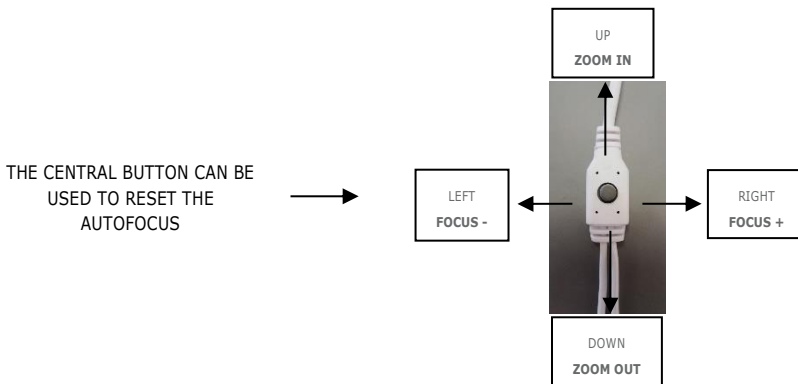 UP
ZOOM IN
THE CENTRAL BUTTON CAN BE
USED TO RESET THE
AUTOFOCUS
LEFT
FOCUS -
RIGHT
FOCUS +
DOWN
ZOOM OUT